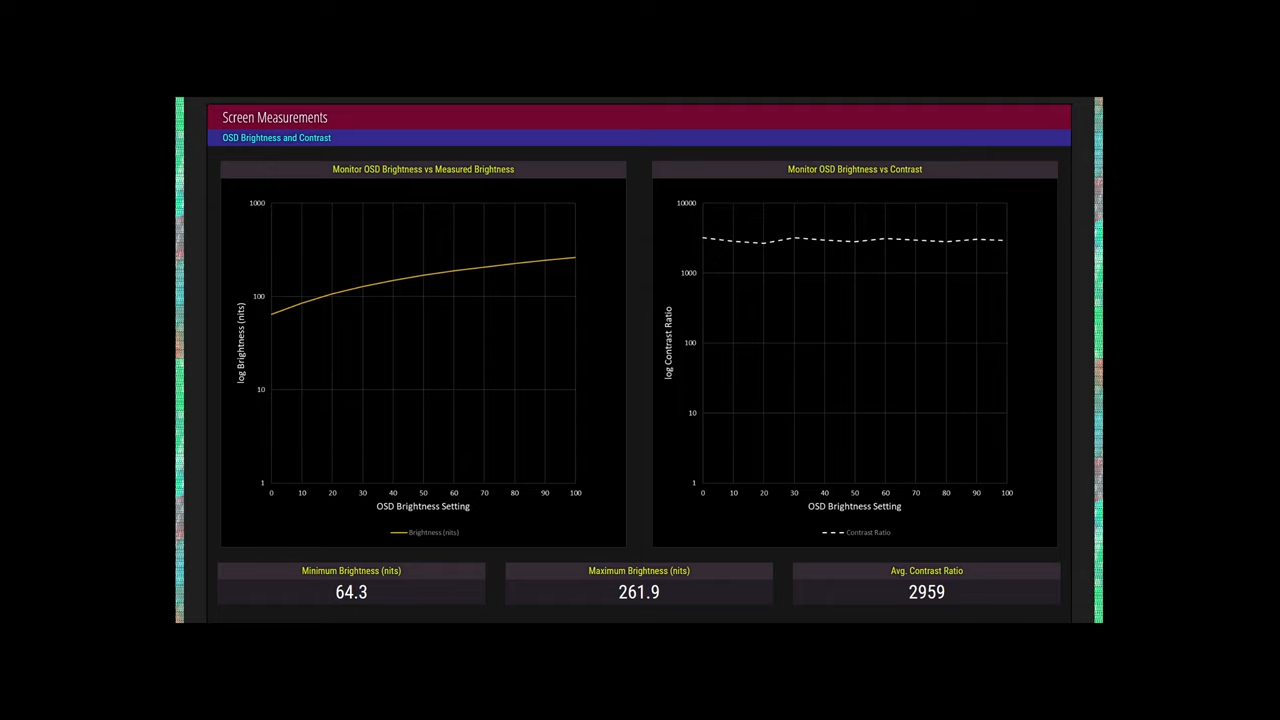 Screen Measurements
OSD Brightness and Contrast
Monitor OSD Brightness vs Measured Brightness
1000
100
10
1
log Brightness (nits)
0 10 20 30 40 50 60 70 80 90 100
OSD Brightness Setting
Brightness (nits)
Monitor OSD Brightness vs Contrast
10000
1000
100
10
1
log Contrast Ratio
0 10 20 30 40 50 60 70 80 90 100
OSD Brightness Setting
Contrast Ratio
Minimum Brightness (nits)
64.3
Maximum Brightness (nits)
261.9
Avg. Contrast Ratio
2959